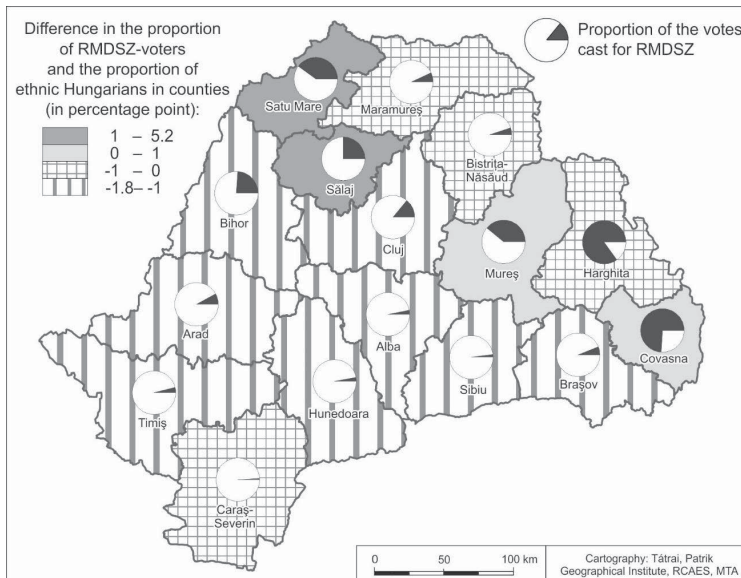 Difference in the proportion
of RMDSZ-voters
and the proportion of
ethnic Hungarians in counties
(in percentage point):
1 – 5.2
0 – 1
-1 – 0
-1.8– -1
Proportion of the votes
cast for RMDSZ
Satu Mare
Maramureş
Bistriţa-
Năsăud
Sălaj
Bihor
Cluj
Mureş
Harghita
Arad
Alba
Covasna
Sibiu
Braşov
Timiş
Hunedoara
Caraş-
Severin
0 50 100 km
Cartography: Tátrai, Patrik
Geographical Institute, RCAES, MTA